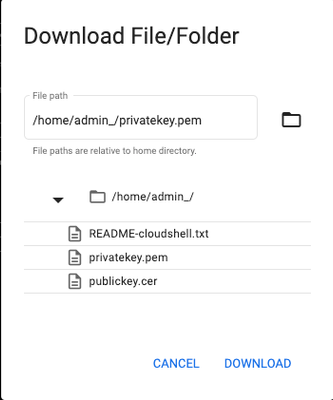 Download File/Folder
File path
/home/admin_/privatekey.pem
File paths are relative to home directory.
/home/admin_/
README-cloudshell.txt
privatekey.pem
publickey.cer
CANCEL DOWNLOAD